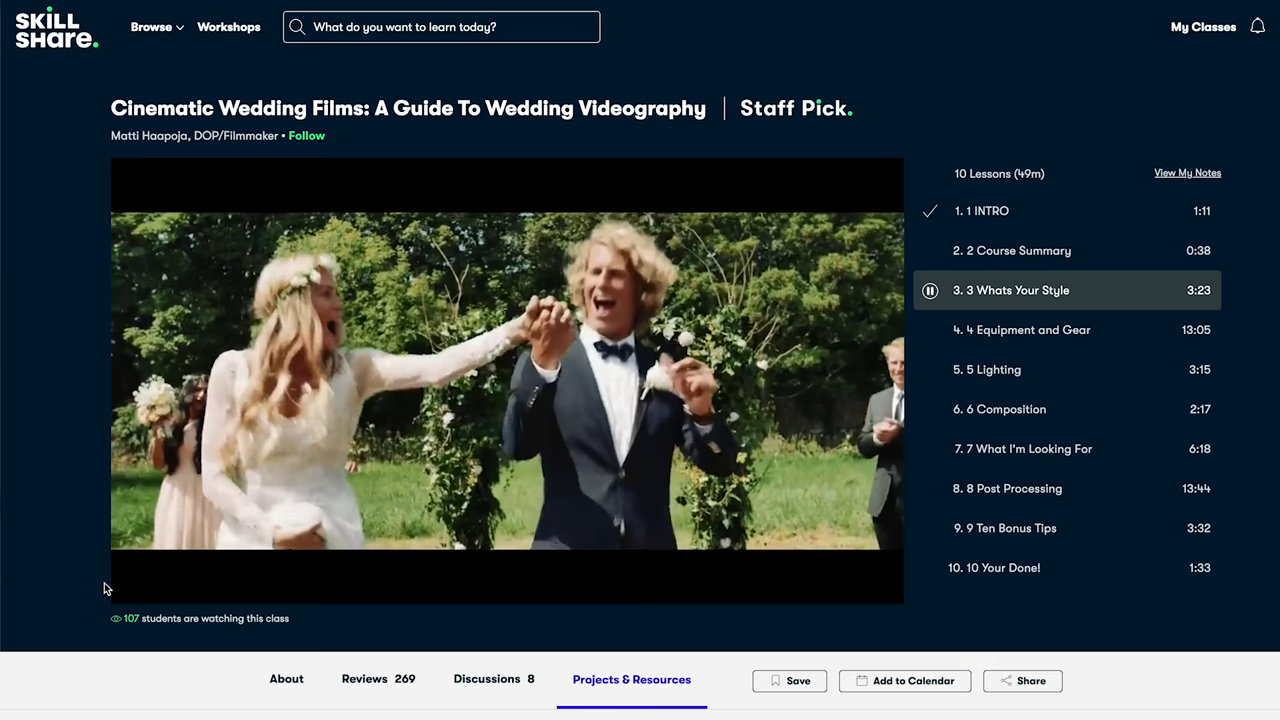 SKiLL
SHare.
Browse
Workshops
What do you want to learn today?
My Classes
Cinematic Wedding Films: A Guide To Wedding Videography
Staff Pick.
Matti Haapoja, DOP/Filmmaker • Follow
10 Lessons (49m)
View My Notes
1. 1 INTRO 1:11
2. 2 Course Summary 0:38
3. 3 Whats Your Style 3:23
4. 4 Equipment and Gear 13:05
5. 5 Lighting 3:15
6. 6 Composition 2:17
7. 7 What I'm Looking For 6:18
8. 8 Post Processing 13:44
9. 9 Ten Bonus Tips 3:32
10. 10 Your Done! 1:33
107 students are watching this class
About
Reviews 269
Discussions 8
Projects & Resources
Save
Add to Calendar
Share